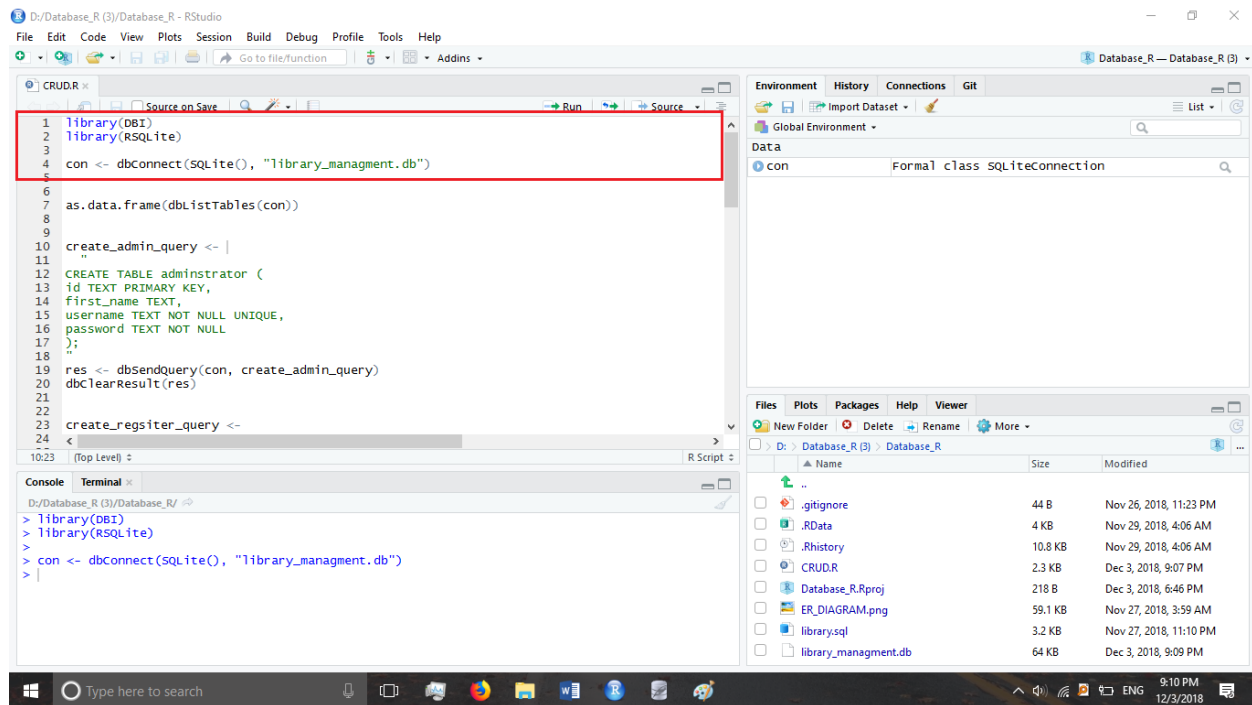 D:/Database_R (3)/Database_R - RStudio
File Edit Code View Plots Session Build Debug Profile Tools Help
Go to file/function Addins
Database_R — Database_R (3)
CRUD.R
Source on Save Run Source
1 library(DBI)
2 library(RSQLite)
3
4 con <- dbConnect(SQLite(), "library_managment.db")
5
6
7 as.data.frame(dbListTables(con))
8
9
10 create_admin_query <-
11 "
12 CREATE TABLE adminstrator (
13 id TEXT PRIMARY KEY,
14 first_name TEXT,
15 username TEXT NOT NULL UNIQUE,
16 password TEXT NOT NULL
17 );
18 "
19 res <- dbSendQuery(con, create_admin_query)
20 dbClearResult(res)
21
22
23 create_regsiter_query <-
24
10:23 (Top Level) R Script
Console Terminal
D:/Database_R (3)/Database_R/
> library(DBI)
> library(RSQLite)
>
> con <- dbConnect(SQLite(), "library_managment.db")
>
Environment History Connections Git
Import Dataset List
Global Environment
Data
con Formal class SQLiteConnection
Files Plots Packages Help Viewer
New Folder Delete Rename More
D: > Database_R (3) > Database_R
Name Size Modified
..
.gitignore 44 B Nov 26, 2018, 11:23 PM
.RData 4 KB Nov 29, 2018, 4:06 AM
.Rhistory 10.8 KB Nov 29, 2018, 4:06 AM
CRUD.R 2.3 KB Dec 3, 2018, 9:07 PM
Database_R.Rproj 218 B Dec 3, 2018, 6:46 PM
ER_DIAGRAM.png 59.1 KB Nov 27, 2018, 3:59 AM
library.sql 3.2 KB Nov 27, 2018, 11:10 PM
library_managment.db 64 KB Dec 3, 2018, 9:09 PM
Type here to search
ENG
9:10 PM
12/3/2018